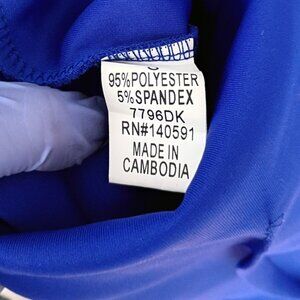 95%POLYESTER
5%SPANDEX
7796DK
RN#140591
MADE IN
CAMBODIA